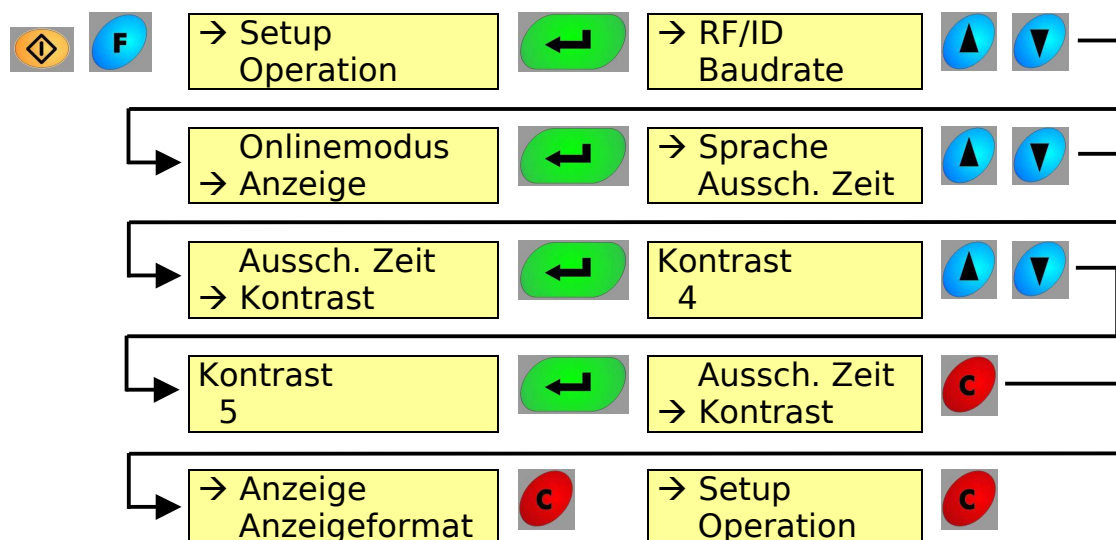 F
→ Setup
Operation
→ RF/ID
Baudrate
Onlinemodus
→ Anzeige
→ Sprache
Aussch. Zeit
Aussch. Zeit
→ Kontrast
Kontrast
4
Kontrast
5
Aussch. Zeit
→ Kontrast
C
→ Anzeige
Anzeigeformat
C
→ Setup
Operation
C